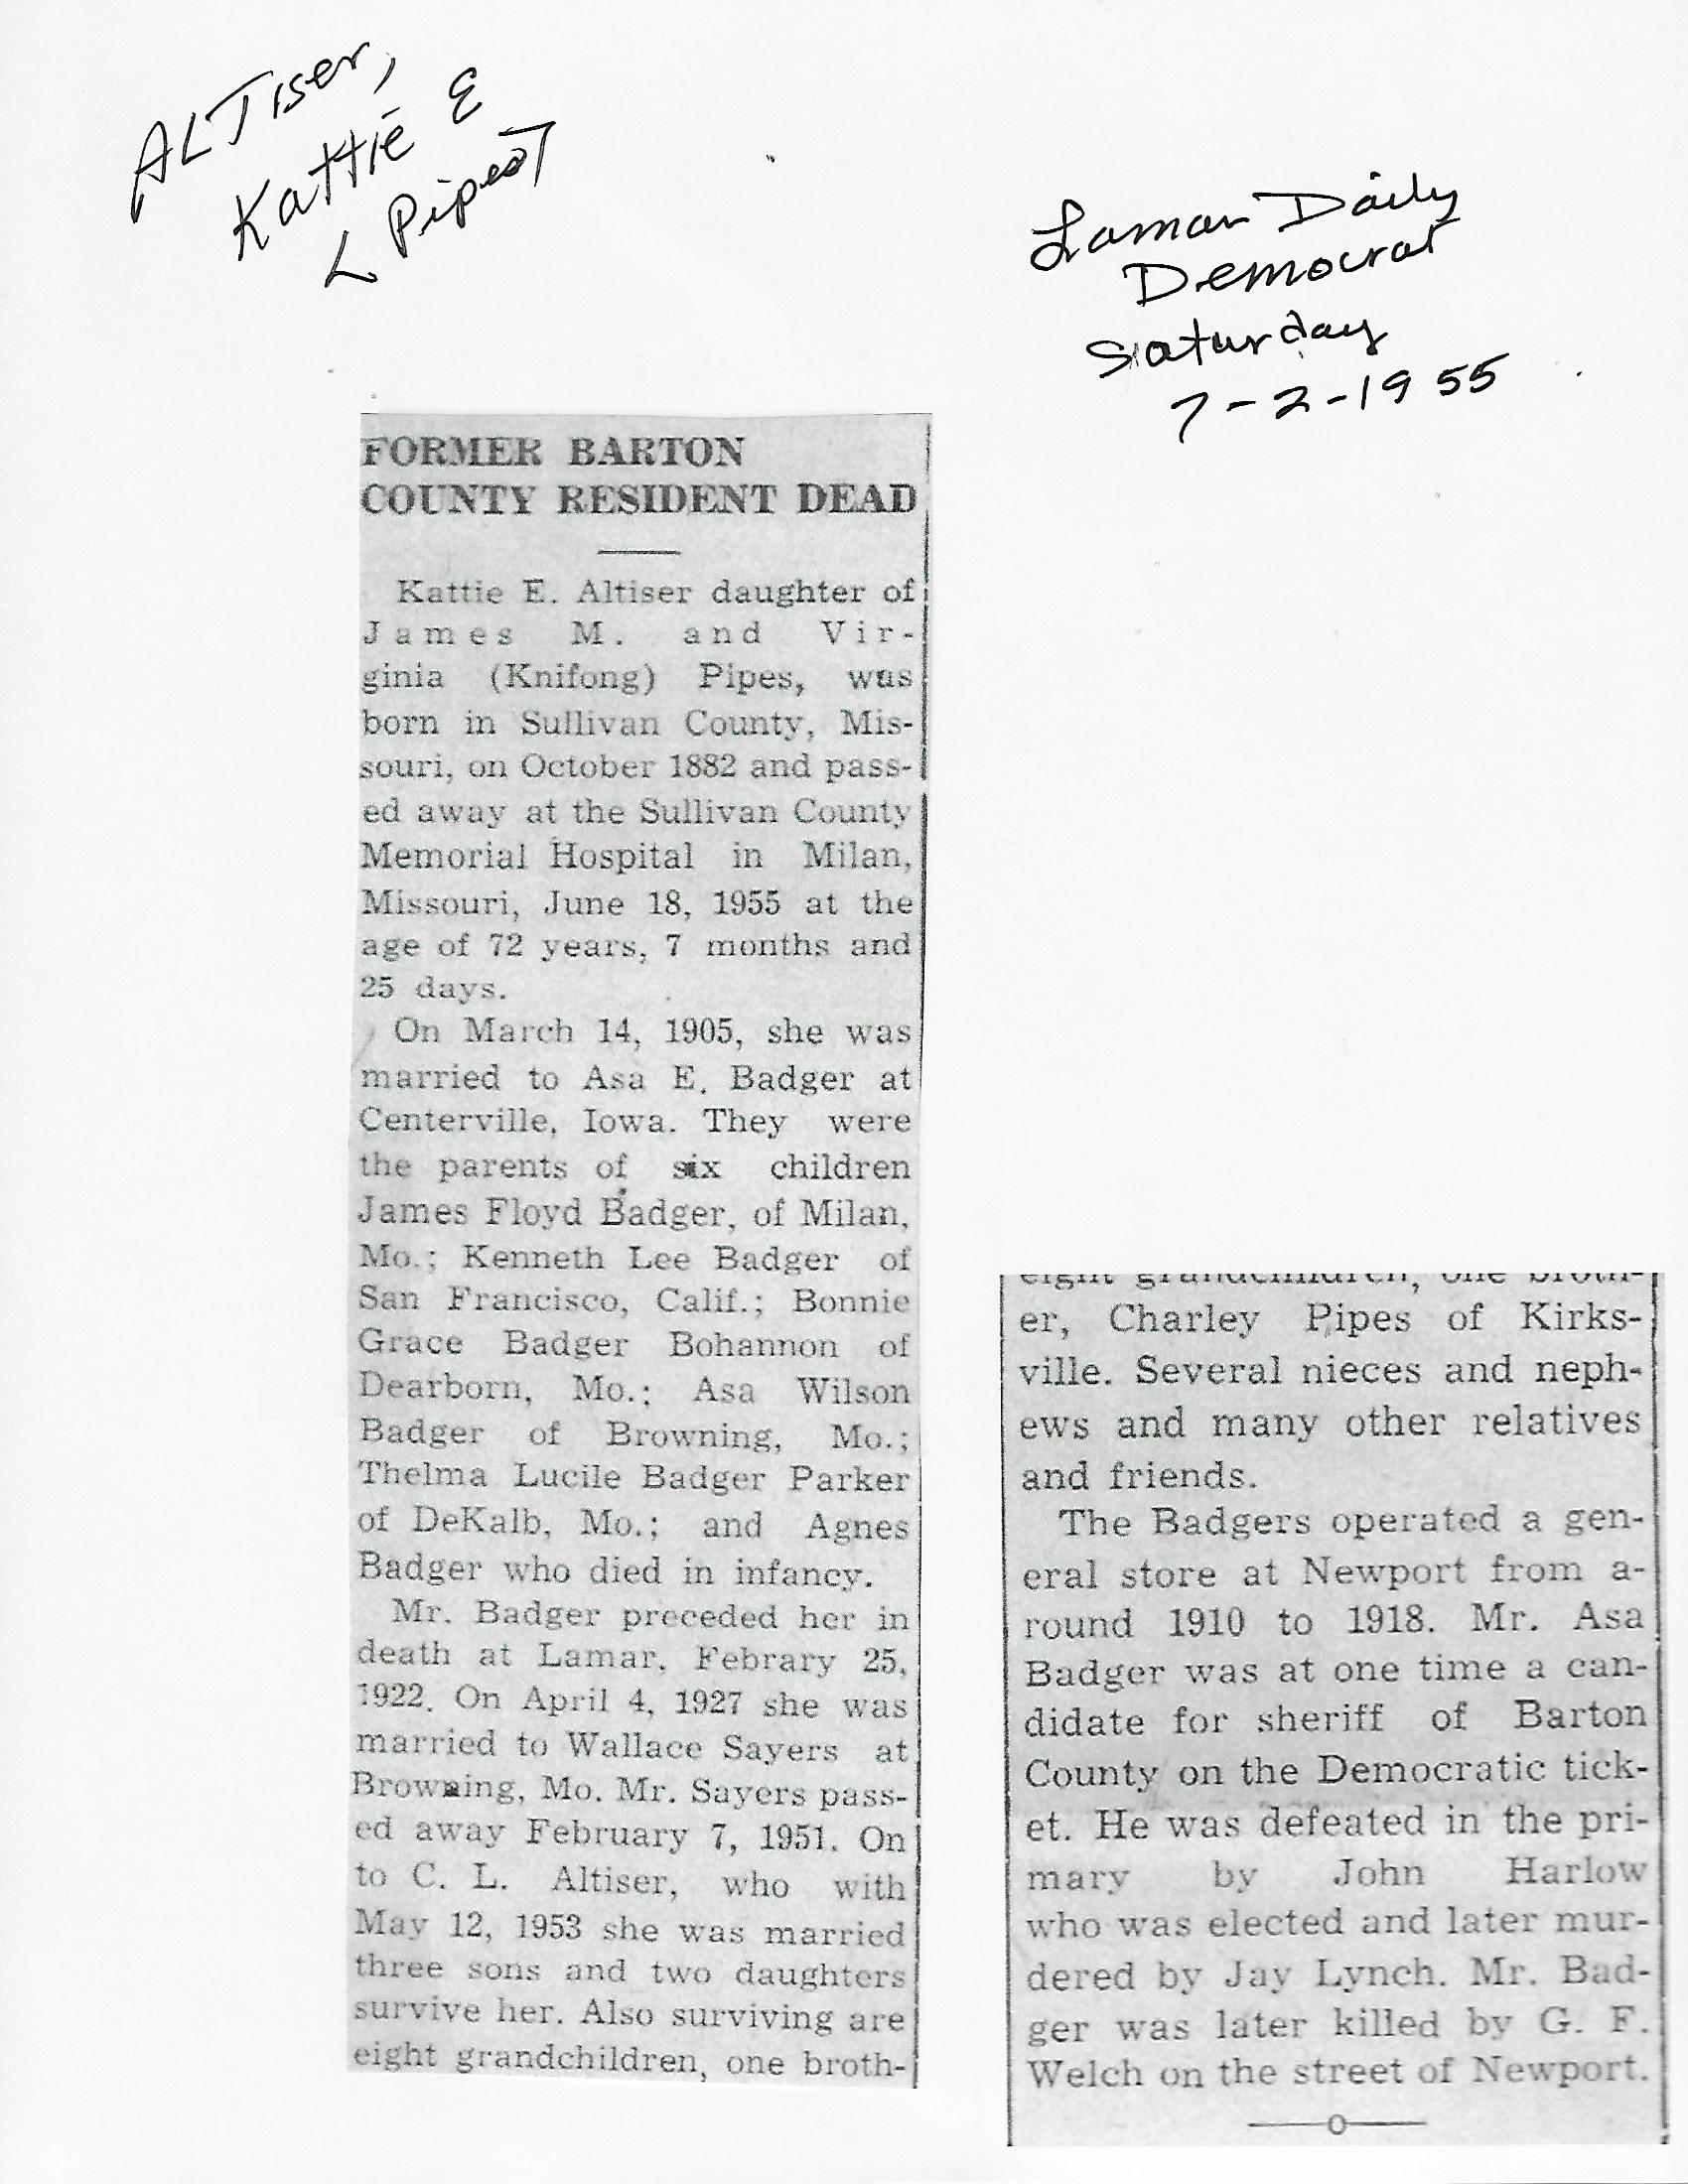 ALTiser,
Kattie E
< Pipes>
Lamar Daily
Democrat
Saturday
7-2-1955
FORMER BARTON
COUNTY RESIDENT DEAD
Kattie E. Altiser daughter of
James M. and Vir-
ginia (Knifong) Pipes, was
born in Sullivan County, Mis-
souri, on October 1882 and pass-
ed away at the Sullivan County
Memorial Hospital in Milan,
Missouri, June 18, 1955 at the
age of 72 years, 7 months and
25 days.
On March 14, 1905, she was
married to Asa E. Badger at
Centerville, Iowa. They were
the parents of six children
James Floyd Badger, of Milan,
Mo.; Kenneth Lee Badger of
San Francisco, Calif.; Bonnie
Grace Badger Bohannon of
Dearborn, Mo.; Asa Wilson
Badger of Browning, Mo.;
Thelma Lucile Badger Parker
of DeKalb, Mo.; and Agnes
Badger who died in infancy.
Mr. Badger preceded her in
death at Lamar, Febrary 25,
1922. On April 4, 1927 she was
married to Wallace Sayers at
Browning, Mo. Mr. Sayers pass-
ed away February 7, 1951. On
to C. L. Altiser, who with
May 12, 1953 she was married
three sons and two daughters
survive her. Also surviving are
eight grandchildren, one broth-
eight grandchildren, one broth-
er, Charley Pipes of Kirks-
ville. Several nieces and neph-
ews and many other relatives
and friends.
The Badgers operated a gen-
eral store at Newport from a-
round 1910 to 1918. Mr. Asa
Badger was at one time a can-
didate for sheriff of Barton
County on the Democratic tick-
et. He was defeated in the pri-
mary by John Harlow
who was elected and later mur-
dered by Jay Lynch. Mr. Bad-
ger was later killed by G. F.
Welch on the street of Newport.